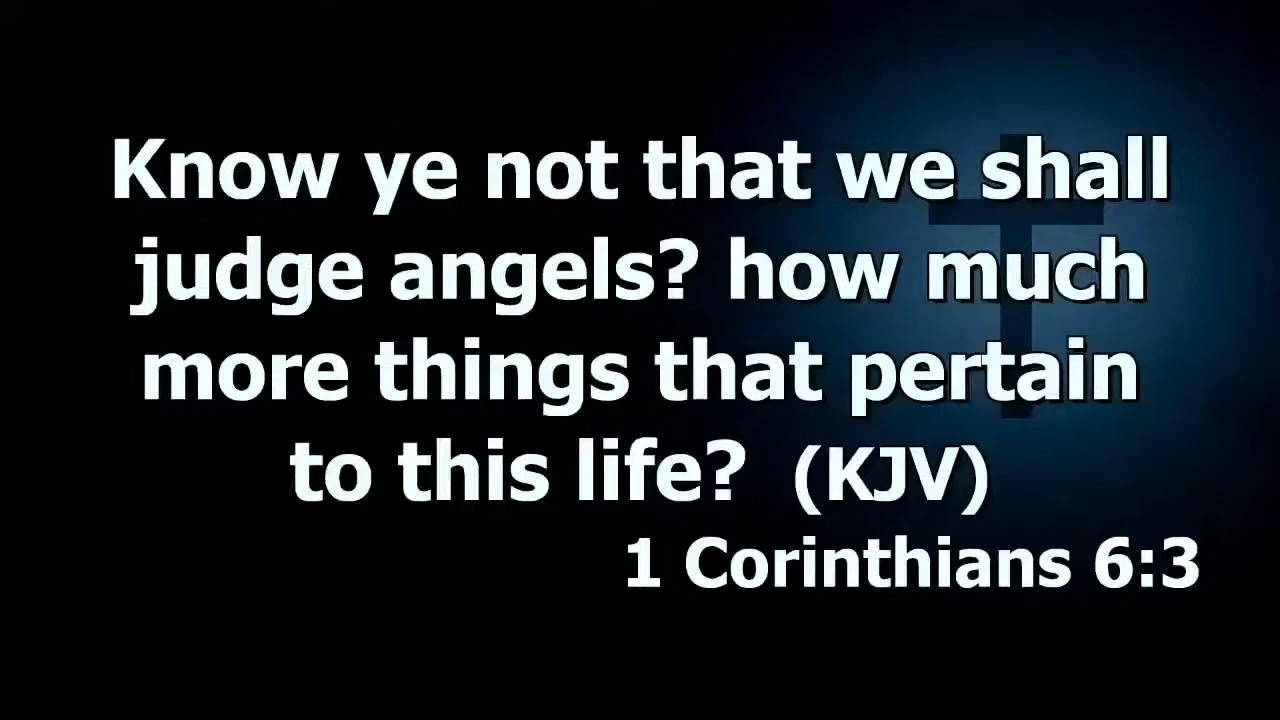 Know ye not that we shall
judge angels? how much
more things that pertain
to this life? (KJV)
1 Corinthians 6:3